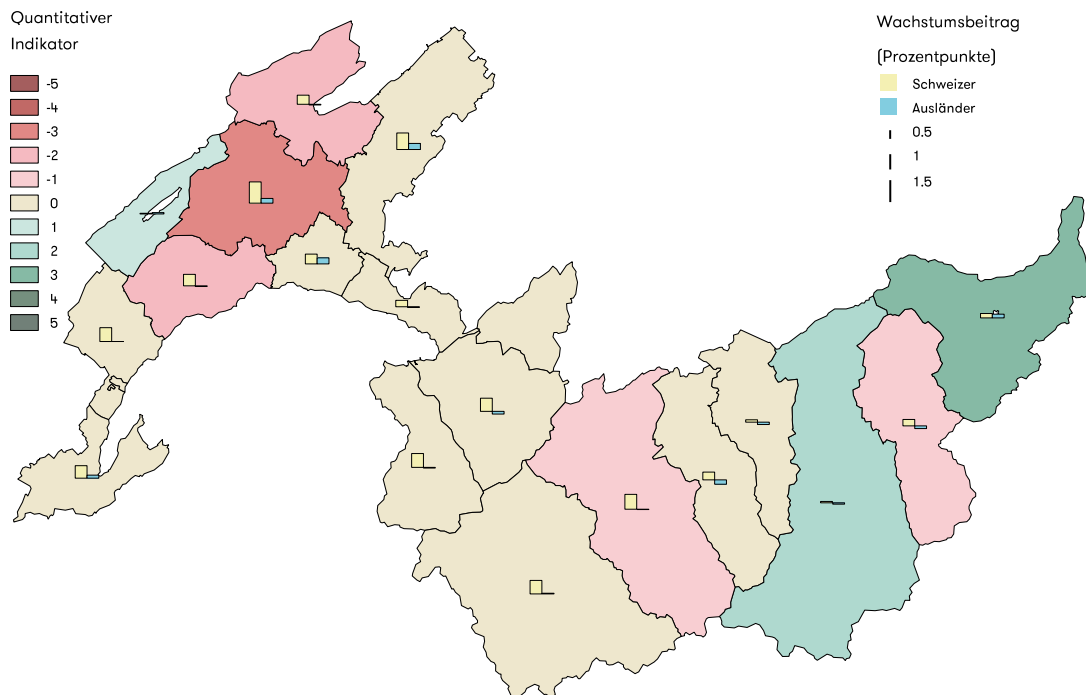 Quantitativer
Indikator
-5
-4
-3
-2
-1
0
1
2
3
4
5
Wachstumsbeitrag
(Prozentpunkte)
Schweizer
Ausländer
0.5
1
1.5